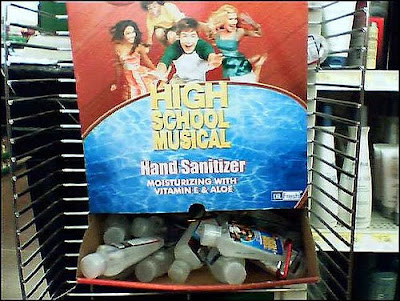 HIGH
SCHOOL
MUSICAL
Hand Sanitizer
MOISTURIZING WITH
VITAMIN E & ALOE